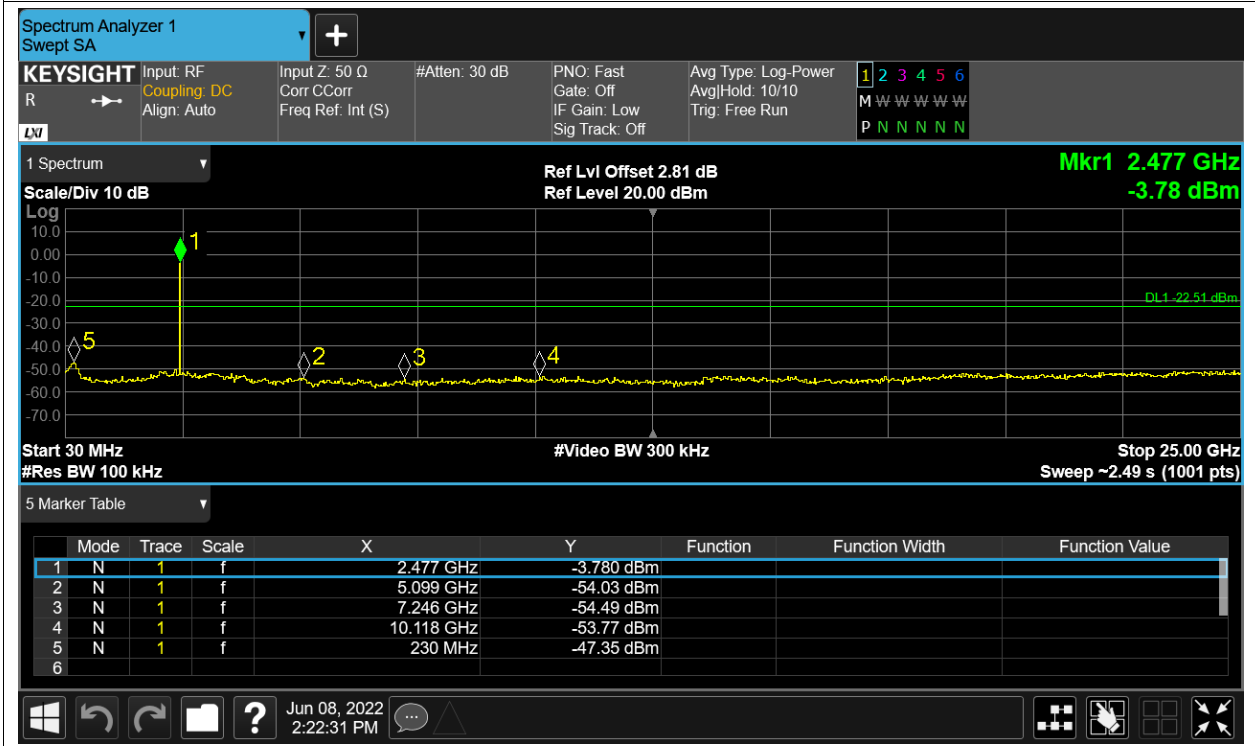 Spectrum Analyzer 1
Swept SA
+
KEYSIGHT
R
LXI
Input: RF
Coupling: DC
Align: Auto
Input Z: 50 Ω
Corr CCorr
Freq Ref: Int (S)
#Atten: 30 dB
PNO: Fast
Gate: Off
IF Gain: Low
Sig Track: Off
Avg Type: Log-Power
Avg|Hold: 10/10
Trig: Free Run
1 2 3 4 5 6
M W W W W W
P N N N N N
1 Spectrum
Scale/Div 10 dB
Log
Ref Lvl Offset 2.81 dB
Ref Level 20.00 dBm
Mkr1 2.477 GHz
-3.78 dBm
10.0
0.00
-10.0
-20.0
-30.0
-40.0
-50.0
-60.0
-70.0
1
DL1 -22.51 dBm
5
2
3
4
Start 30 MHz
#Video BW 300 kHz
Stop 25.00 GHz
#Res BW 100 kHz
Sweep ~2.49 s (1001 pts)
5 Marker Table
Mode Trace Scale X Y Function Function Width Function Value
1 N 1 f 2.477 GHz -3.780 dBm
2 N 1 f 5.099 GHz -54.03 dBm
3 N 1 f 7.246 GHz -54.49 dBm
4 N 1 f 10.118 GHz -53.77 dBm
5 N 1 f 230 MHz -47.35 dBm
6
?
Jun 08, 2022
2:22:31 PM